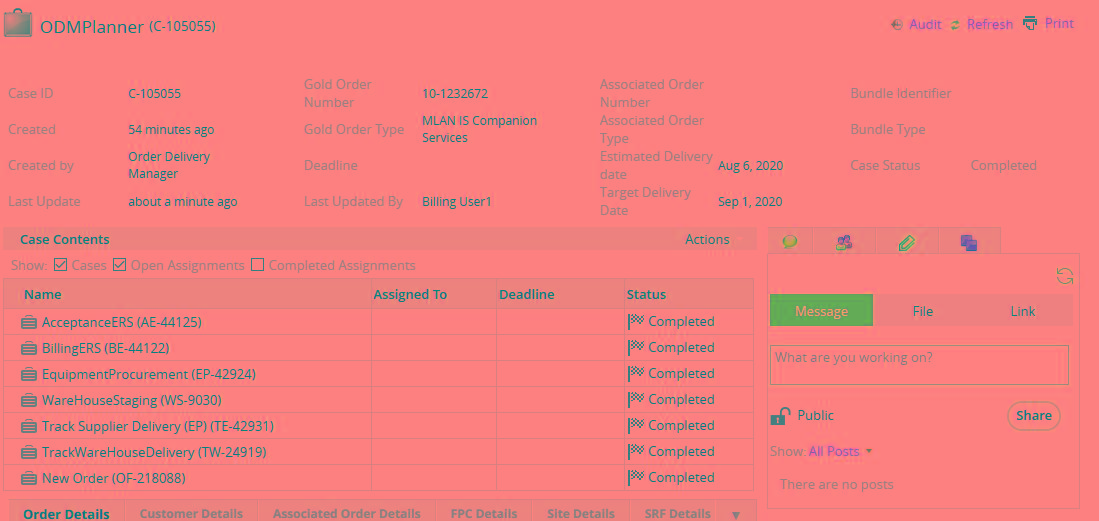 ODMPlanner (C-105055)
Audit Refresh Print
Case ID C-105055 Gold Order Number 10-1232672 Associated Order Number Bundle Identifier
Created 54 minutes ago Gold Order Type MLAN IS Companion Services Associated Order Type Bundle Type
Created by Order Delivery Manager Deadline Estimated Delivery date Aug 6, 2020 Case Status Completed
Last Update about a minute ago Last Updated By Billing User1 Target Delivery Date Sep 1, 2020
Case Contents Actions
Show: Cases Open Assignments Completed Assignments
Name Assigned To Deadline Status
AcceptanceERS (AE-44125) Completed
BillingERS (BE-44122) Completed
EquipmentProcurement (EP-42924) Completed
WareHouseStaging (WS-9030) Completed
Track Supplier Delivery (EP) (TE-42931) Completed
TrackWareHouseDelivery (TW-24919) Completed
New Order (OF-218088) Completed
Order Details Customer Details Associated Order Details FPC Details Site Details SRF Details
Message File Link
What are you working on?
Public Share
Show: All Posts
There are no posts